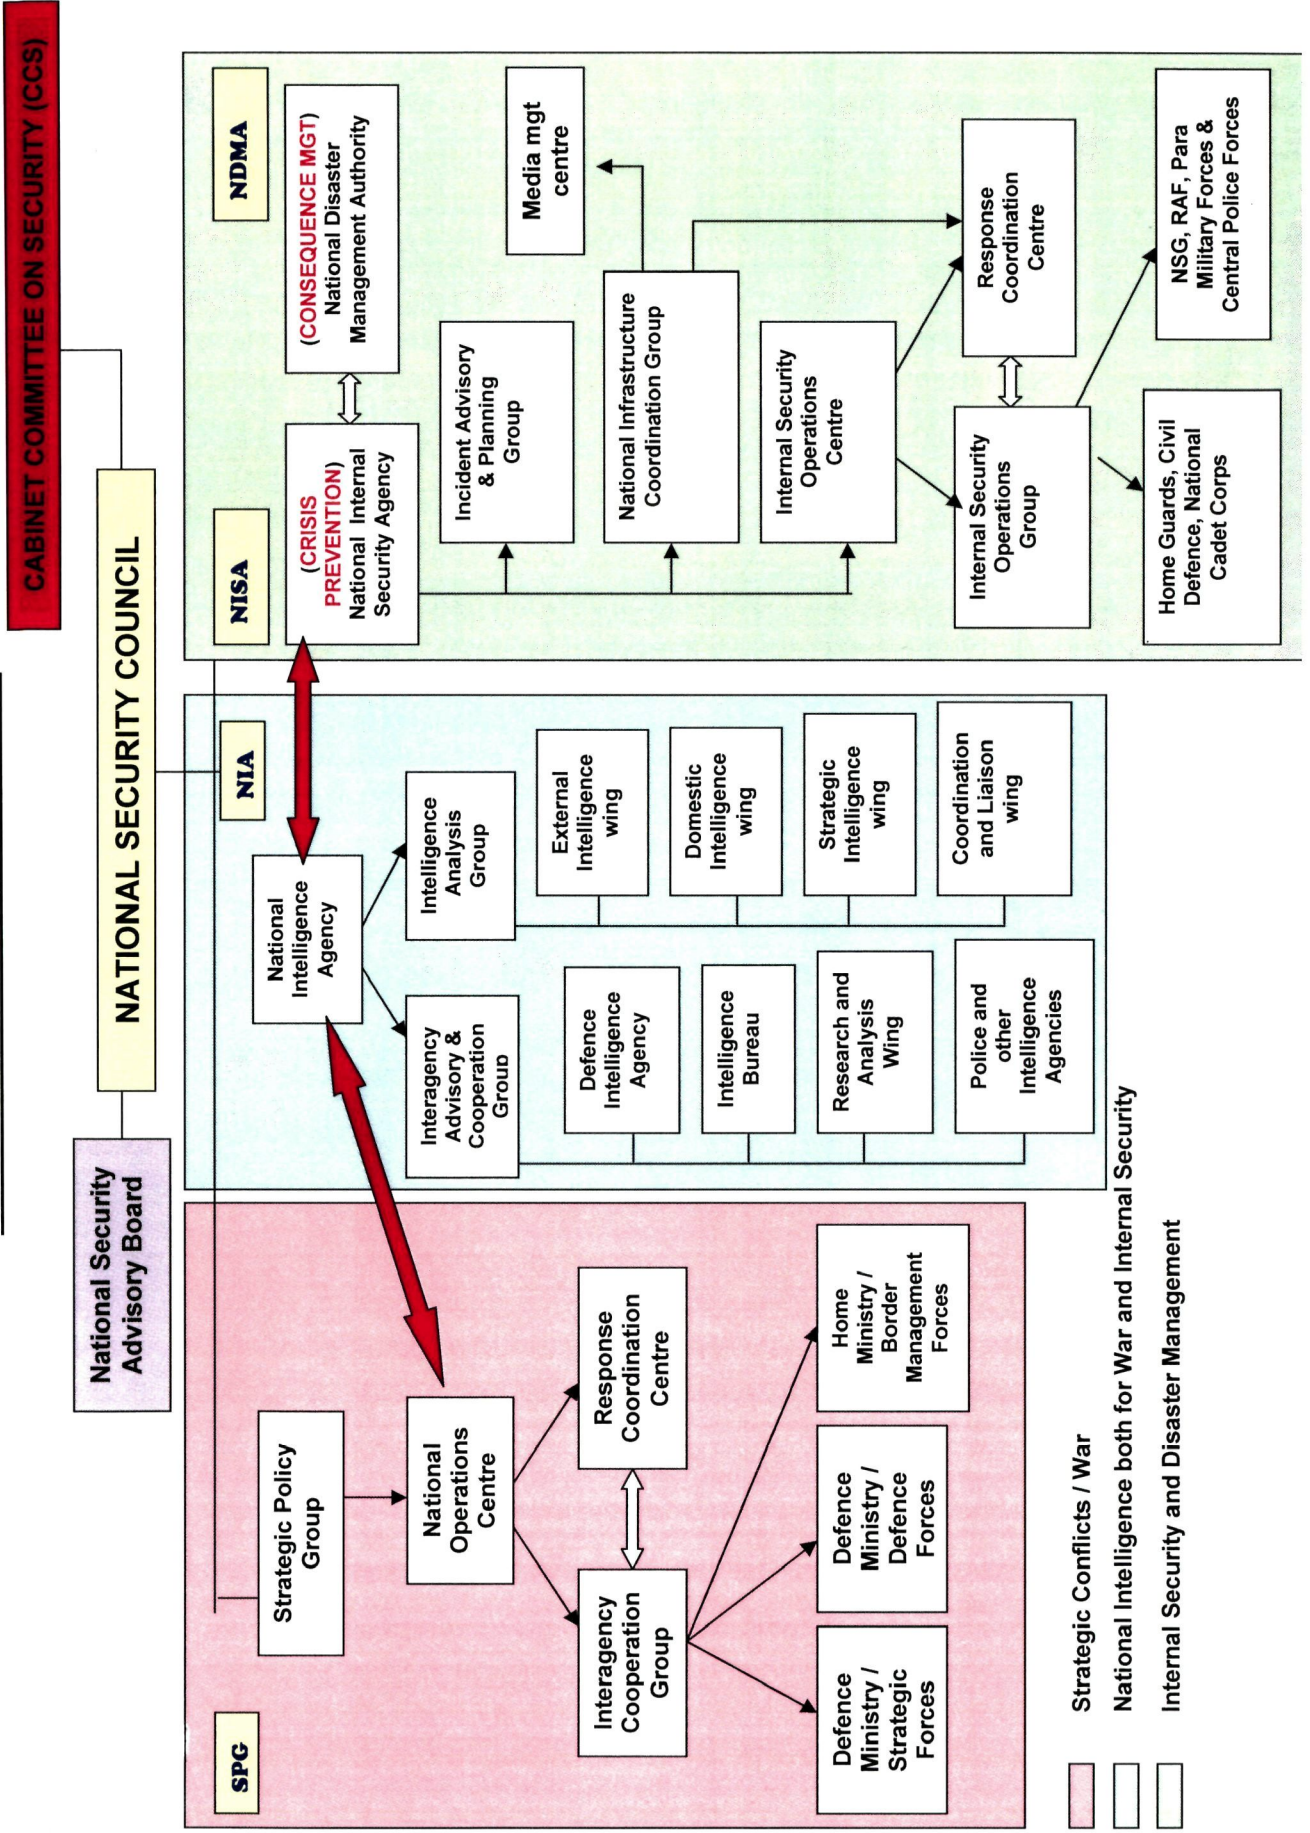 CABINET COMMITTEE ON SECURITY (CCS)
NATIONAL SECURITY COUNCIL
National Security
Advisory Board
SPG
Strategic Policy
Group
National
Operations
Centre
Interagency
Cooperation
Group
Response
Coordination
Centre
Defence
Ministry /
Strategic
Forces
Defence
Ministry /
Defence
Forces
Home
Ministry /
Border
Management
Forces
NIA
National
Intelligence
Agency
Interagency
Advisory &
Cooperation
Group
Intelligence
Analysis
Group
Defence
Intelligence
Agency
Intelligence
Bureau
Research and
Analysis
Wing
Police and
other
Intelligence
Agencies
External
Intelligence
wing
Domestic
Intelligence
wing
Strategic
Intelligence
wing
Coordination
and Liaison
wing
NISA
NDMA
(CRISIS
PREVENTION)
National Internal
Security Agency
(CONSEQUENCE MGT)
National Disaster
Management Authority
Incident Advisory
& Planning
Group
Media mgt
centre
National Infrastructure
Coordination Group
Internal Security
Operations
Centre
Internal Security
Operations
Group
Response
Coordination
Centre
Home Guards, Civil
Defence, National
Cadet Corps
NSG, RAF, Para
Military Forces &
Central Police Forces
Strategic Conflicts / War
National Intelligence both for War and Internal Security
Internal Security and Disaster Management